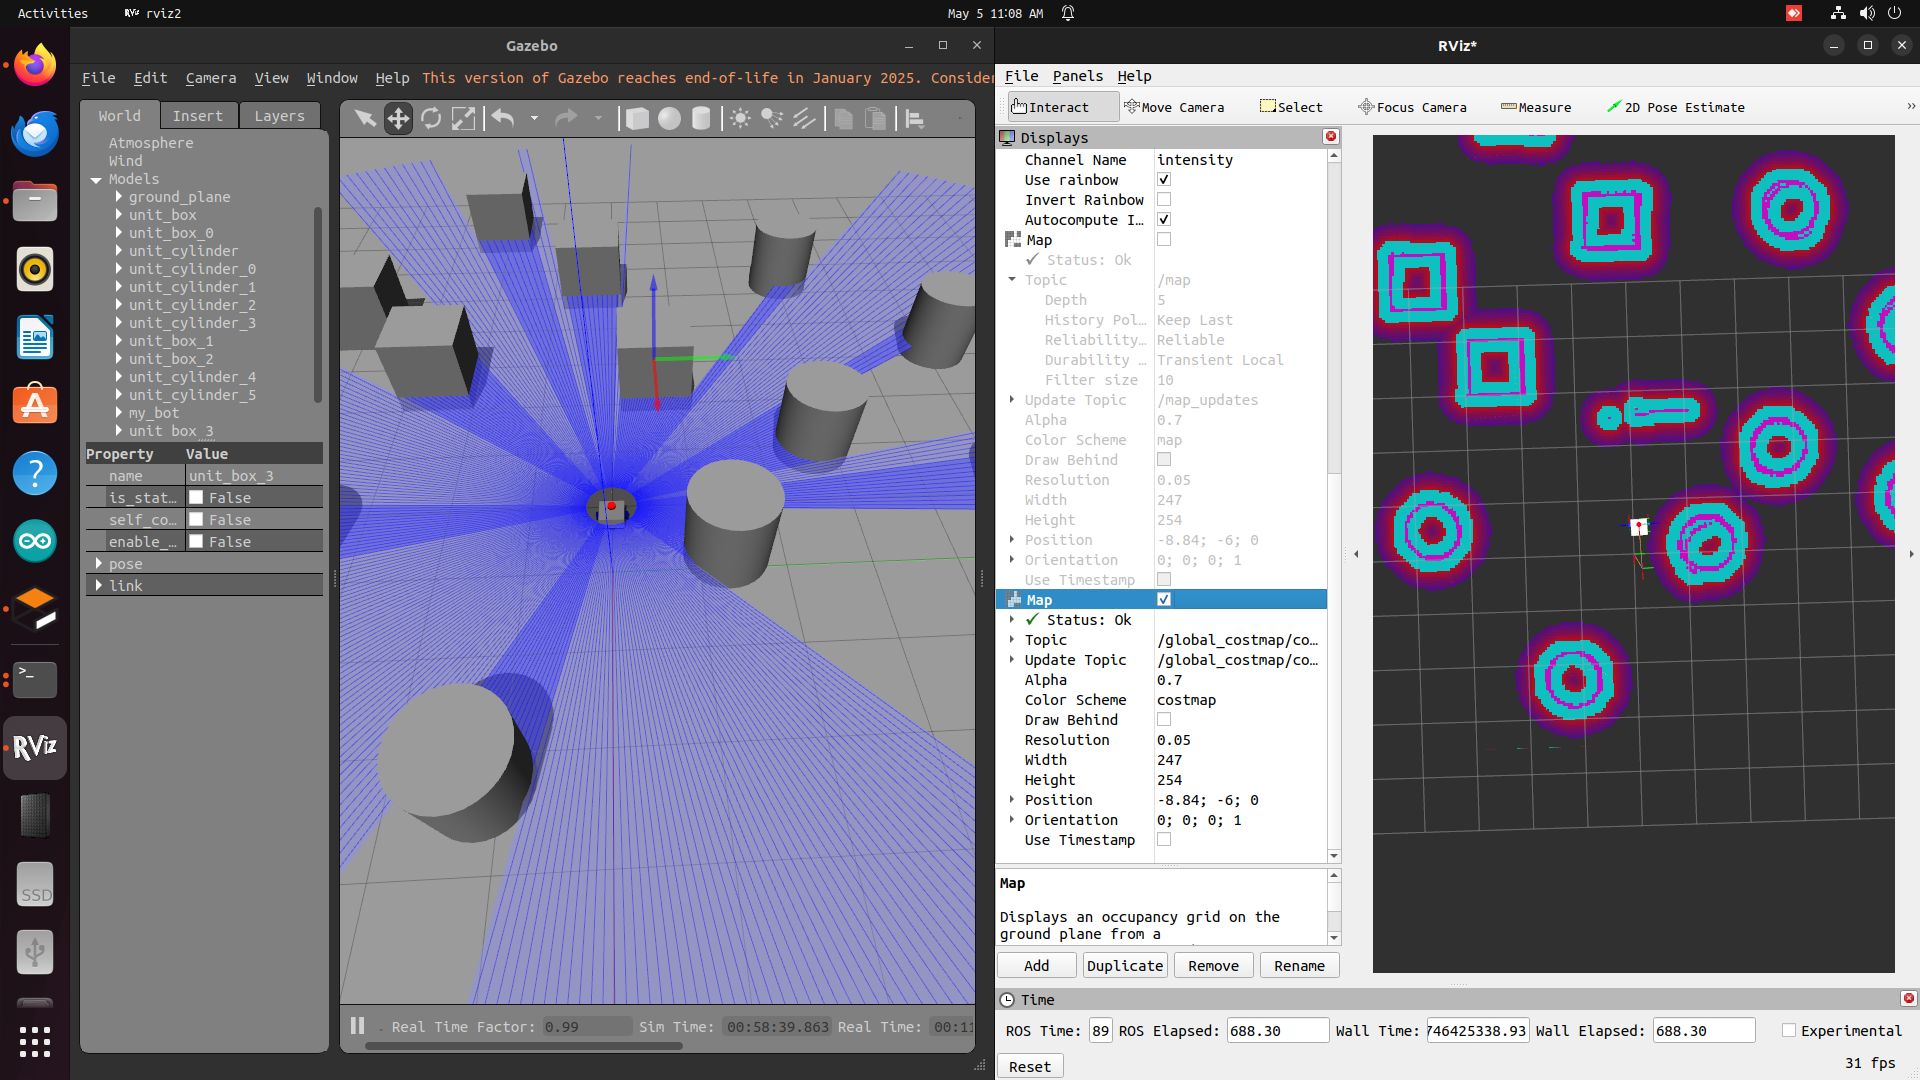 Activities
RViz rviz2
May 5 11:08 AM
Gazebo
File Edit Camera View Window Help This version of Gazebo reaches end-of-life in January 2025. Consider
World Insert Layers
Atmosphere
Wind
Models
ground_plane
unit_box
unit_box_0
unit_cylinder
unit_cylinder_0
unit_cylinder_1
unit_cylinder_2
unit_cylinder_3
unit_box_1
unit_box_2
unit_cylinder_4
unit_cylinder_5
my_bot
unit_box_3
Property Value
name unit_box_3
is_stat... False
self_co... False
enable_... False
pose
link
Real Time Factor: 0.99 Sim Time: 00:58:39.863 Real Time: 00:11
RViz*
File Panels Help
Interact Move Camera Select Focus Camera Measure 2D Pose Estimate »
Displays
Channel Name intensity
Use rainbow
Invert Rainbow
Autocompute I...
Map
Status: Ok
Topic /map
Depth 5
History Pol... Keep Last
Reliability... Reliable
Durability ... Transient Local
Filter size 10
Update Topic /map_updates
Alpha 0.7
Color Scheme map
Draw Behind
Resolution 0.05
Width 247
Height 254
Position -8.84; -6; 0
Orientation 0; 0; 0; 1
Use Timestamp
Map
Status: Ok
Topic /global_costmap/co...
Update Topic /global_costmap/co...
Alpha 0.7
Color Scheme costmap
Draw Behind
Resolution 0.05
Width 247
Height 254
Position -8.84; -6; 0
Orientation 0; 0; 0; 1
Use Timestamp
Map
Displays an occupancy grid on the
ground plane from a
Add Duplicate Remove Rename
Time
ROS Time: 89 ROS Elapsed: 688.30 Wall Time: 746425338.93 Wall Elapsed: 688.30 Experimental
Reset
31 fps
RViz
SSD